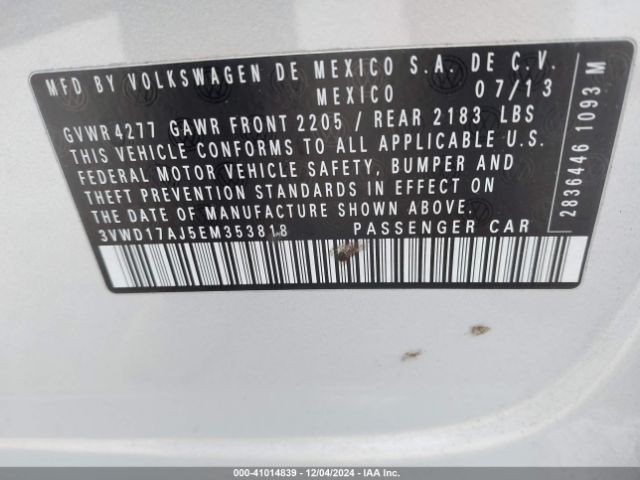 MFD BY VOLKSWAGEN DE MEXICO S.A. DE C.V.
MEXICO 07/13
GVWR 4277 GAWR FRONT 2205 / REAR 2183 LBS
THIS VEHICLE CONFORMS TO ALL APPLICABLE U.S.
FEDERAL MOTOR VEHICLE SAFETY, BUMPER AND
THEFT PREVENTION STANDARDS IN EFFECT ON
THE DATE OF MANUFACTURE SHOWN ABOVE.
3VWD17AJ5EM353818 PASSENGER CAR
2836446 1093 M
000-41014839 - 12/04/2024 - IAAI.COM